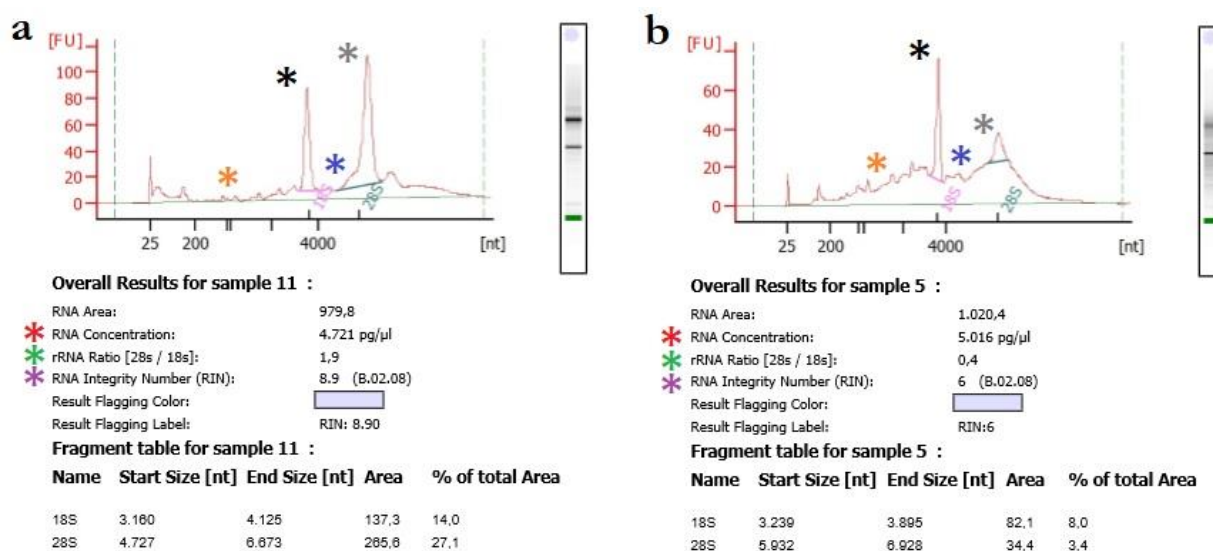 a
[FU]
100
80
60
40
20
0
18S
28S
25 200 4000 [nt]
Overall Results for sample 11 :
RNA Area: 979,8
RNA Concentration: 4.721 pg/µl
rRNA Ratio [28s / 18s]: 1,9
RNA Integrity Number (RIN): 8.9 (B.02.08)
Result Flagging Color:
Result Flagging Label: RIN: 8.90
Fragment table for sample 11 :
Name Start Size [nt] End Size [nt] Area % of total Area
18S 3.160 4.125 137,3 14,0
28S 4.727 6.673 265,6 27,1
b
[FU]
60
40
20
0
18S
28S
25 200 4000 [nt]
Overall Results for sample 5 :
RNA Area: 1.020,4
RNA Concentration: 5.016 pg/µl
rRNA Ratio [28s / 18s]: 0,4
RNA Integrity Number (RIN): 6 (B.02.08)
Result Flagging Color:
Result Flagging Label: RIN:6
Fragment table for sample 5 :
Name Start Size [nt] End Size [nt] Area % of total Area
18S 3.239 3.895 82,1 8,0
28S 5.932 6.928 34,4 3.4